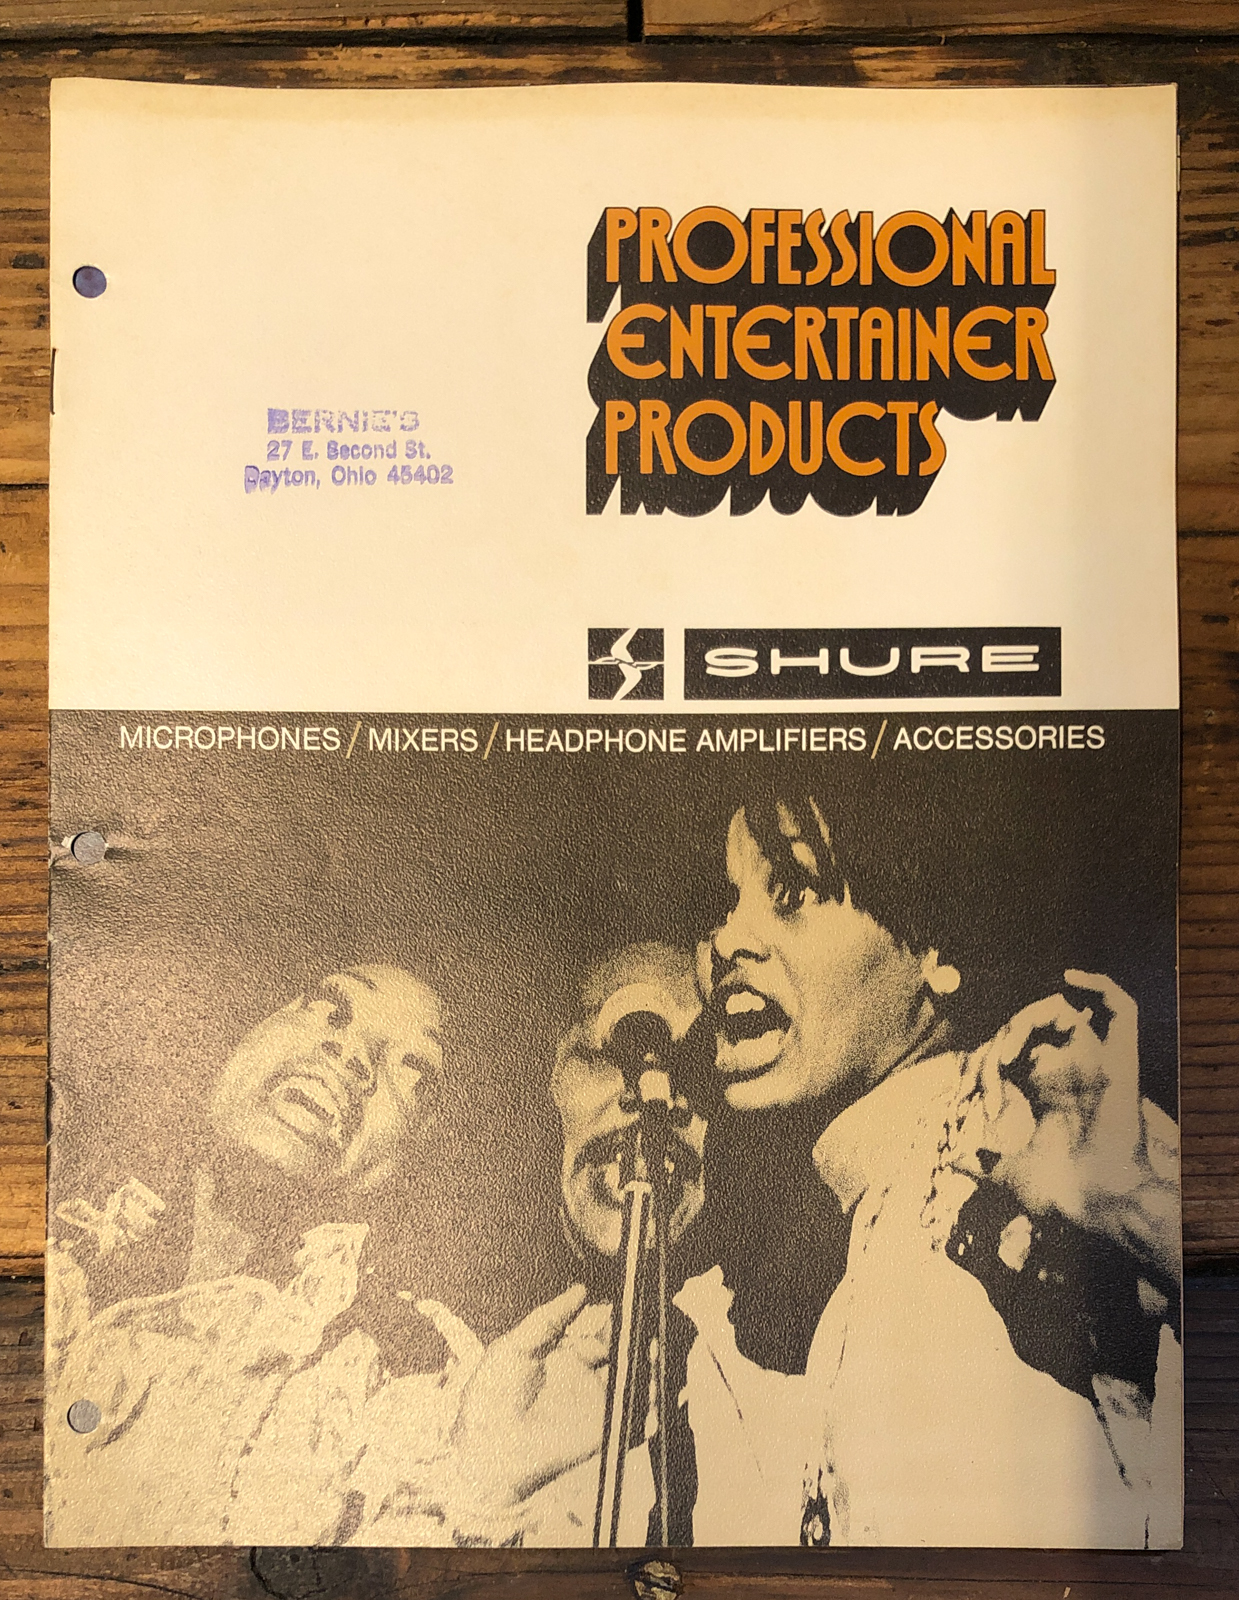 PROFESSIONAL
ENTERTAINER
PRODUCTS
BERNIE'S
27 E. Second St.
Dayton, Ohio 45402
SHURE
MICROPHONES / MIXERS / HEADPHONE AMPLIFIERS / ACCESSORIES